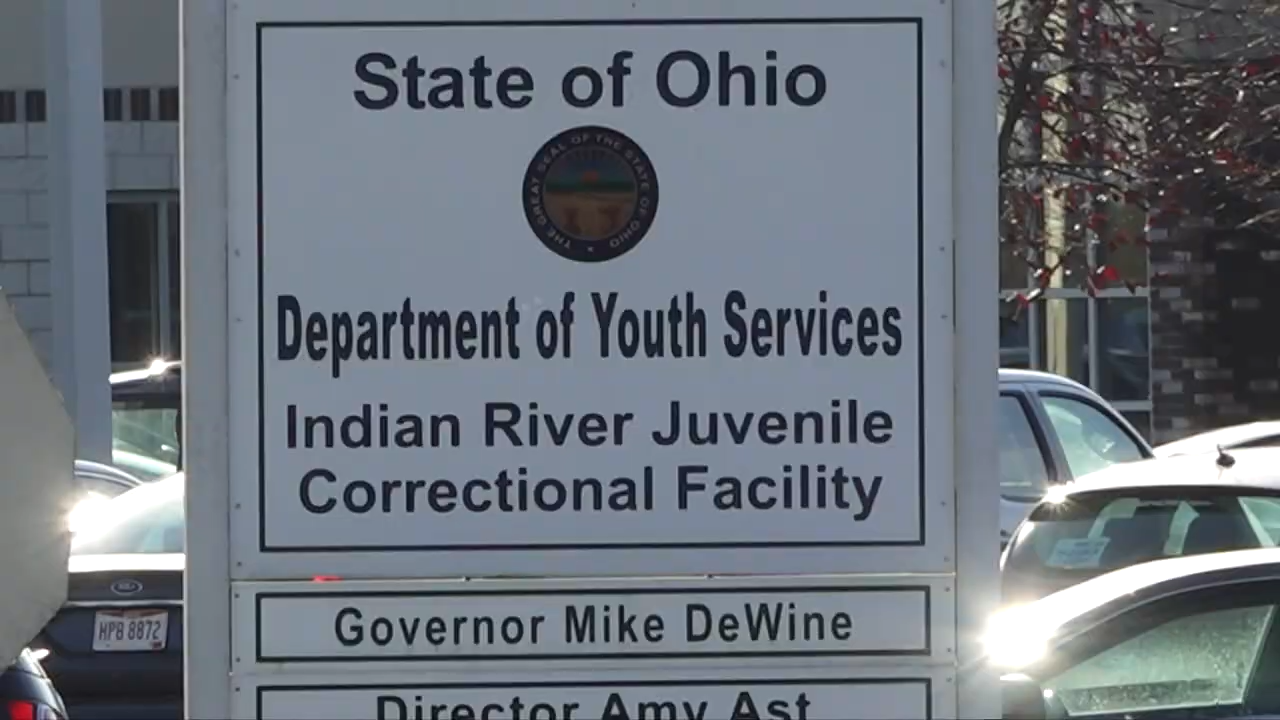 State of Ohio
THE GREAT SEAL OF THE STATE OF OHIO
Department of Youth Services
Indian River Juvenile
Correctional Facility
Governor Mike DeWine
Director Amy Ast
Ford
HPB 8872